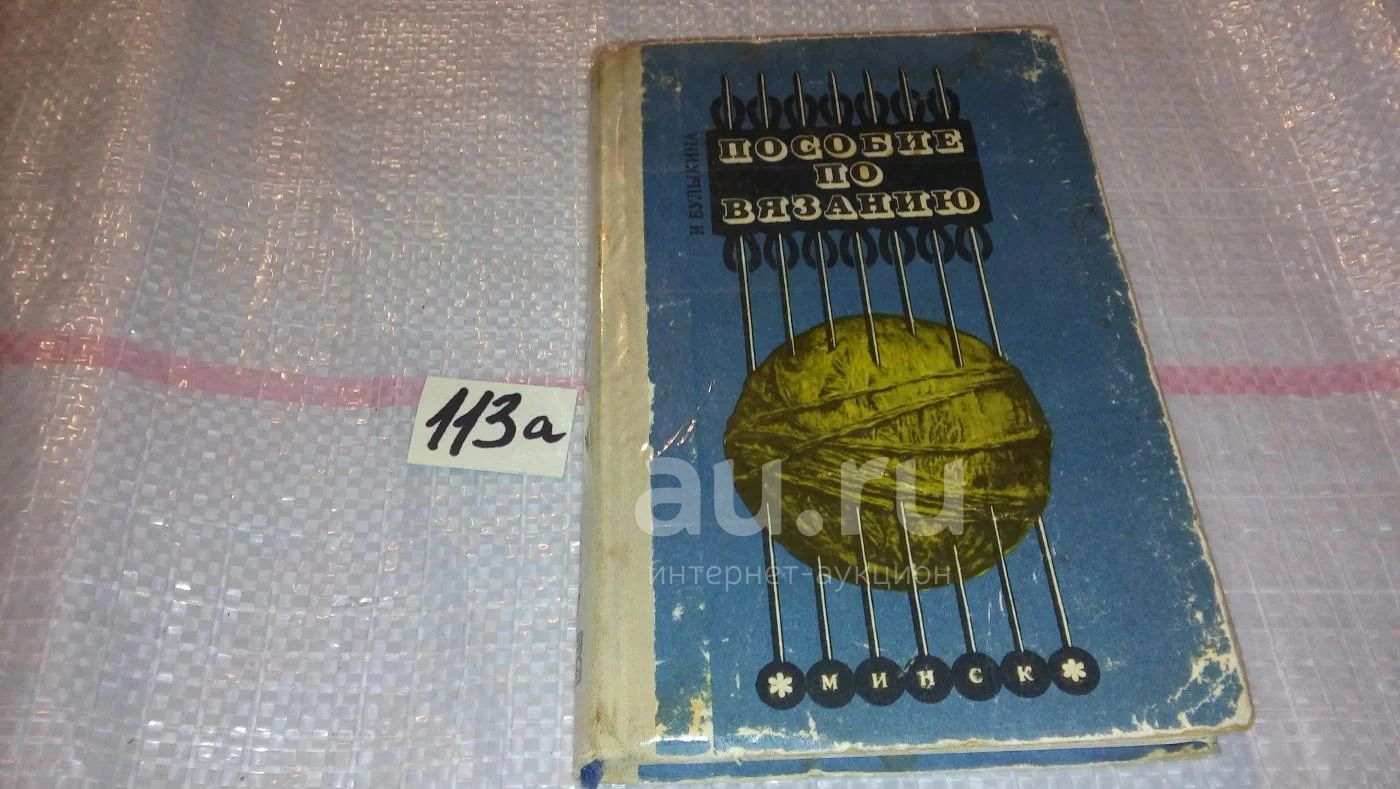 И. БУЛЫКИНА
ПОСОБИЕ
ПО
ВЯЗАНИЮ
113а
au.ru
интернет-аукцион
*МИНСК*